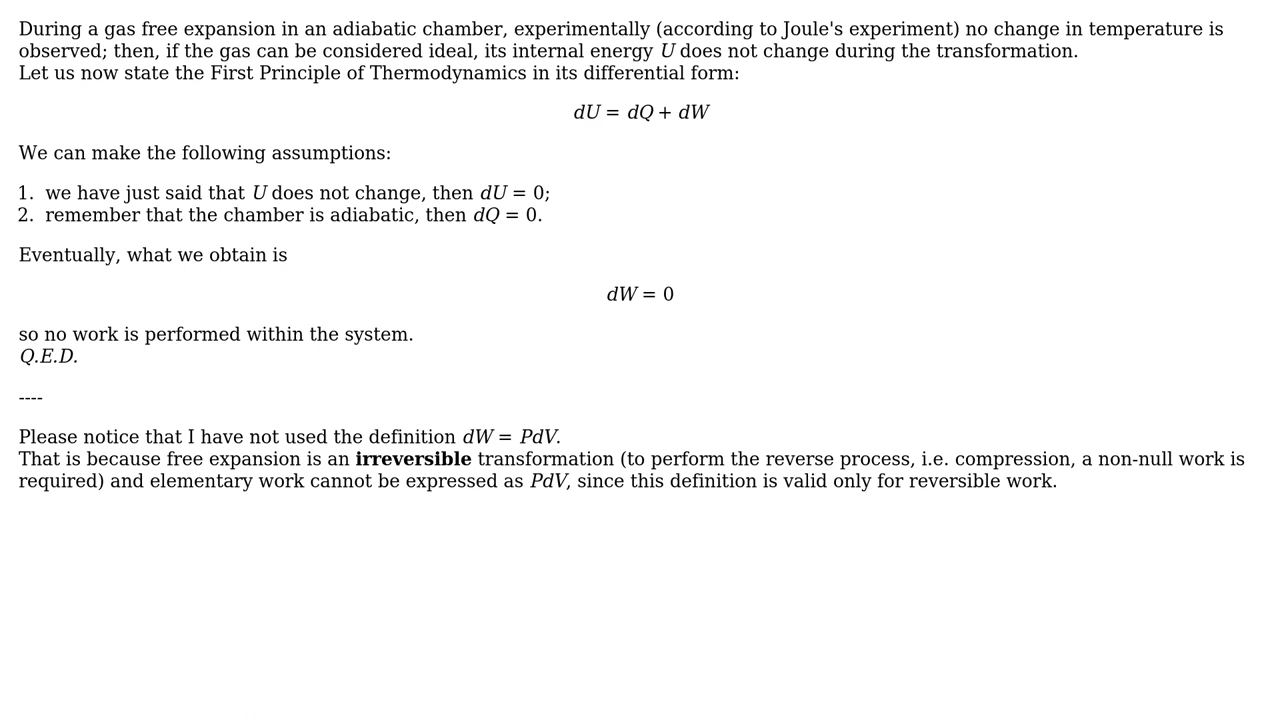 During a gas free expansion in an adiabatic chamber, experimentally (according to Joule's experiment) no change in temperature is
observed; then, if the gas can be considered ideal, its internal energy U does not change during the transformation.
Let us now state the First Principle of Thermodynamics in its differential form:
dU = dQ + dW
We can make the following assumptions:
1. we have just said that U does not change, then dU = 0;
2. remember that the chamber is adiabatic, then dQ = 0.
Eventually, what we obtain is
dW = 0
so no work is performed within the system.
Q.E.D.
----
Please notice that I have not used the definition dW = PdV.
That is because free expansion is an irreversible transformation (to perform the reverse process, i.e. compression, a non-null work is
required) and elementary work cannot be expressed as PdV, since this definition is valid only for reversible work.